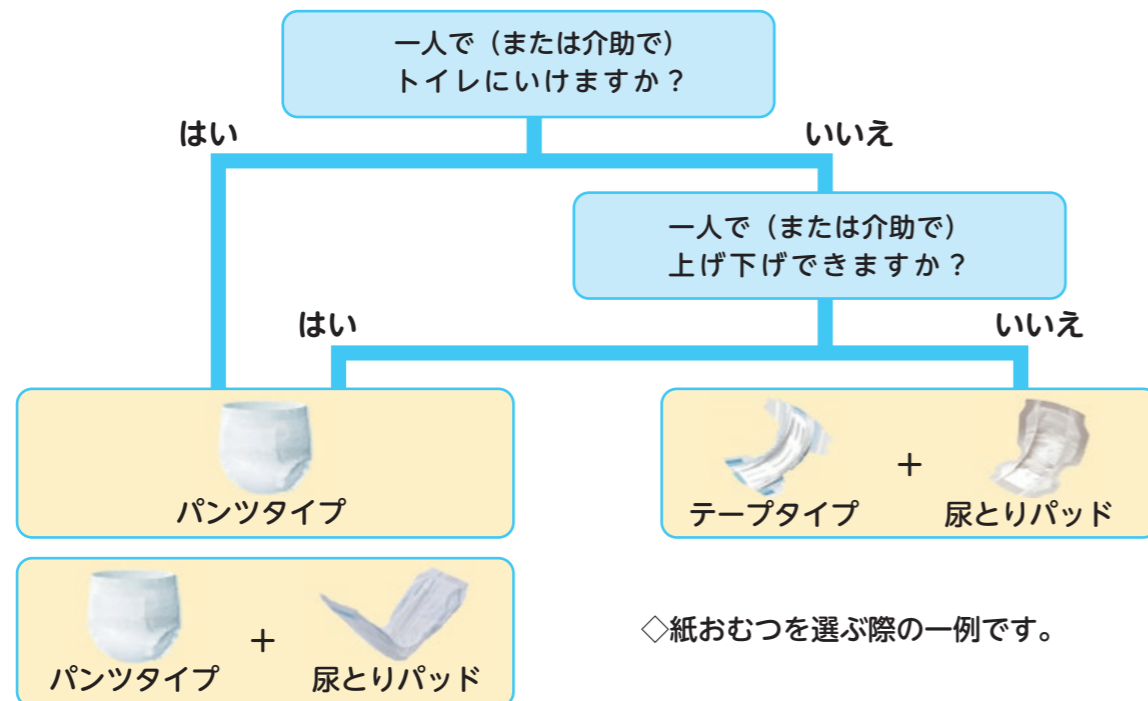 一人で（または介助で）
トイレにいけますか？
はい
いいえ
一人で（または介助で）
上げ下げできますか？
はい
いいえ
パンツタイプ
テープタイプ
+
尿とりパッド
パンツタイプ
+
尿とりパッド
◇紙おむつを選ぶ際の一例です。